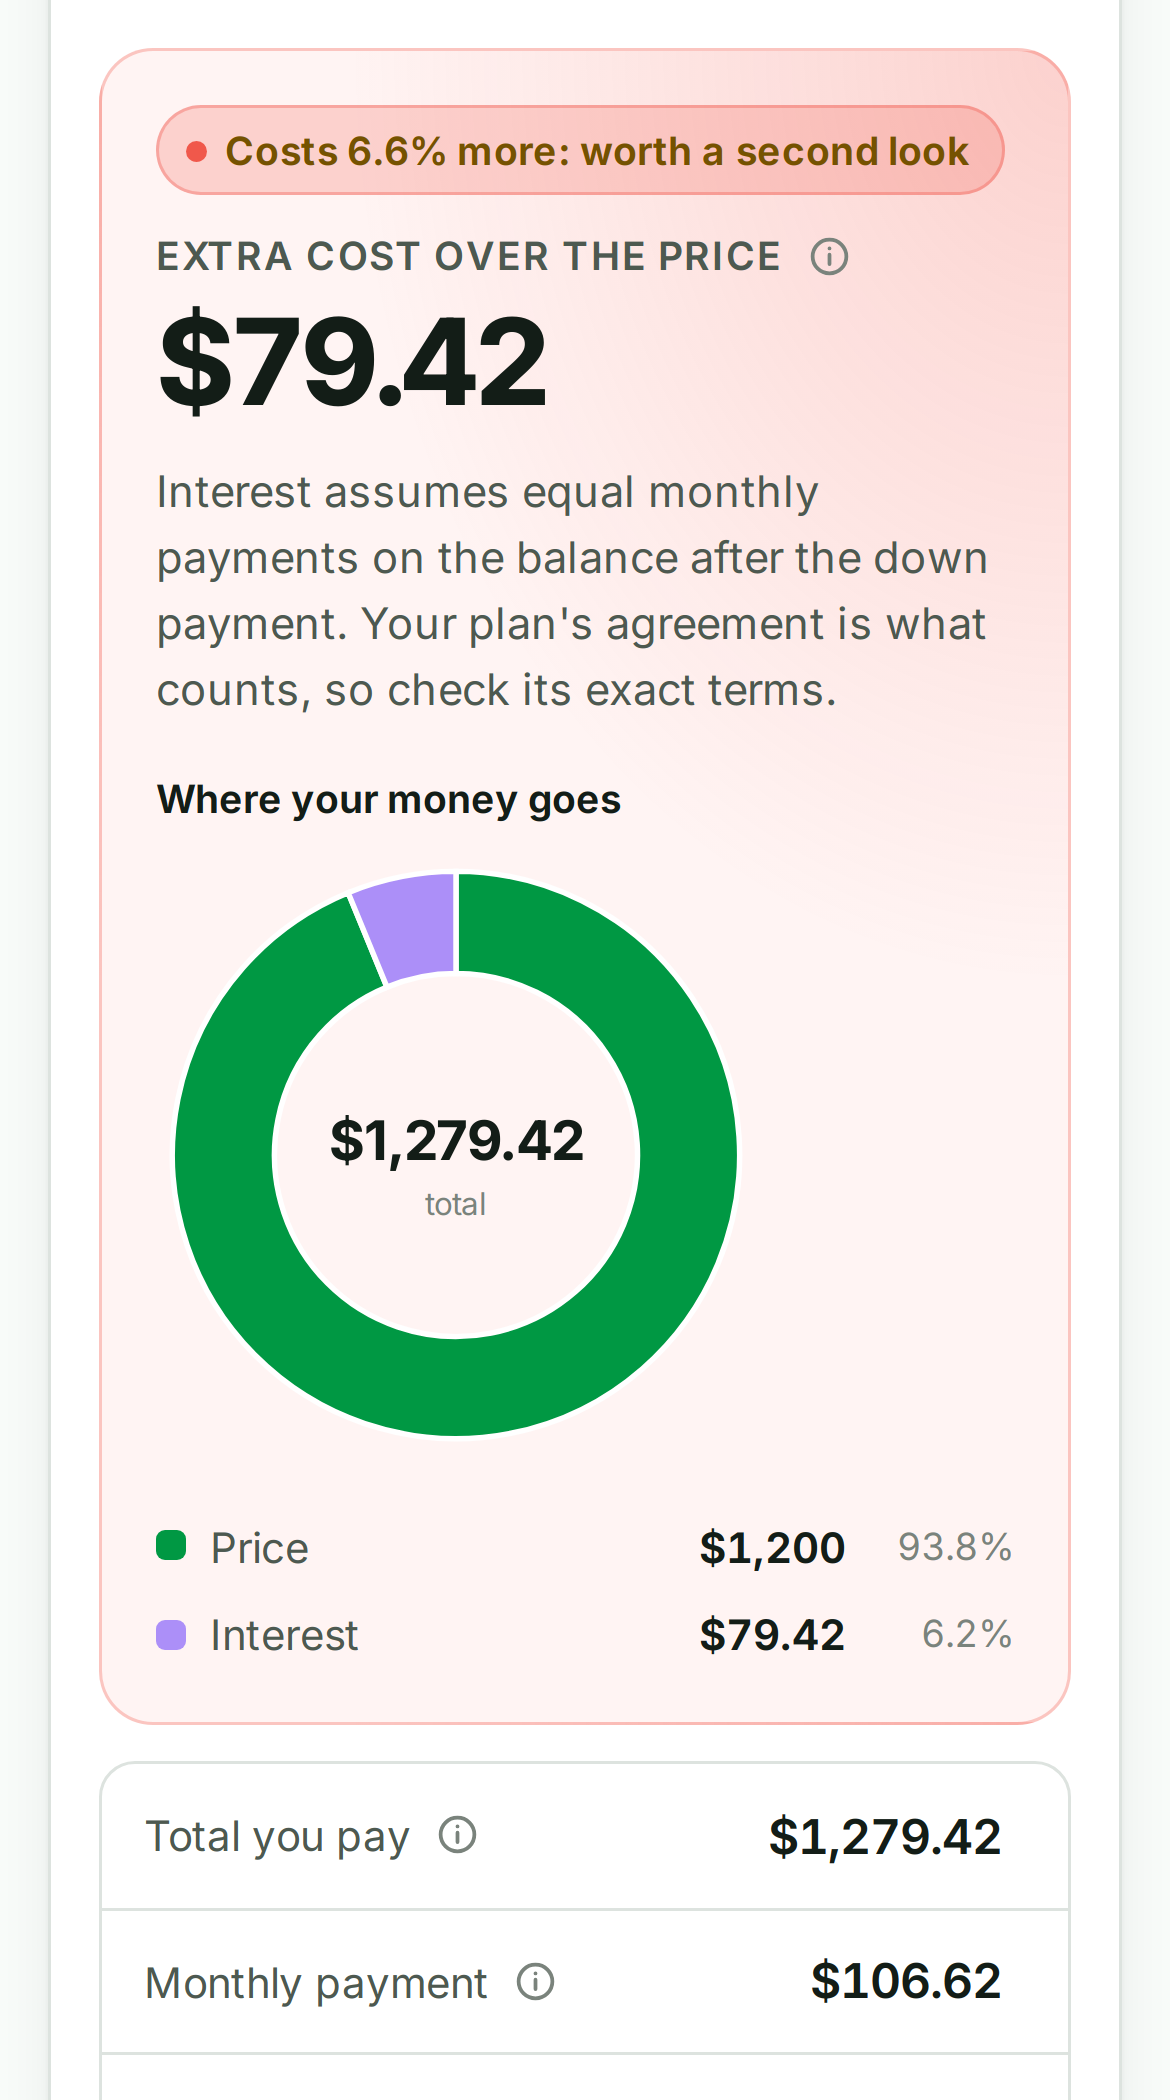 Costs 6.6% more: worth a second look
EXTRA COST OVER THE PRICE
$79.42
Interest assumes equal monthly
payments on the balance after the down
payment. Your plan's agreement is what
counts, so check its exact terms.
Where your money goes
$1,279.42
total
Price $1,200 93.8%
Interest $79.42 6.2%
Total you pay $1,279.42
Monthly payment $106.62